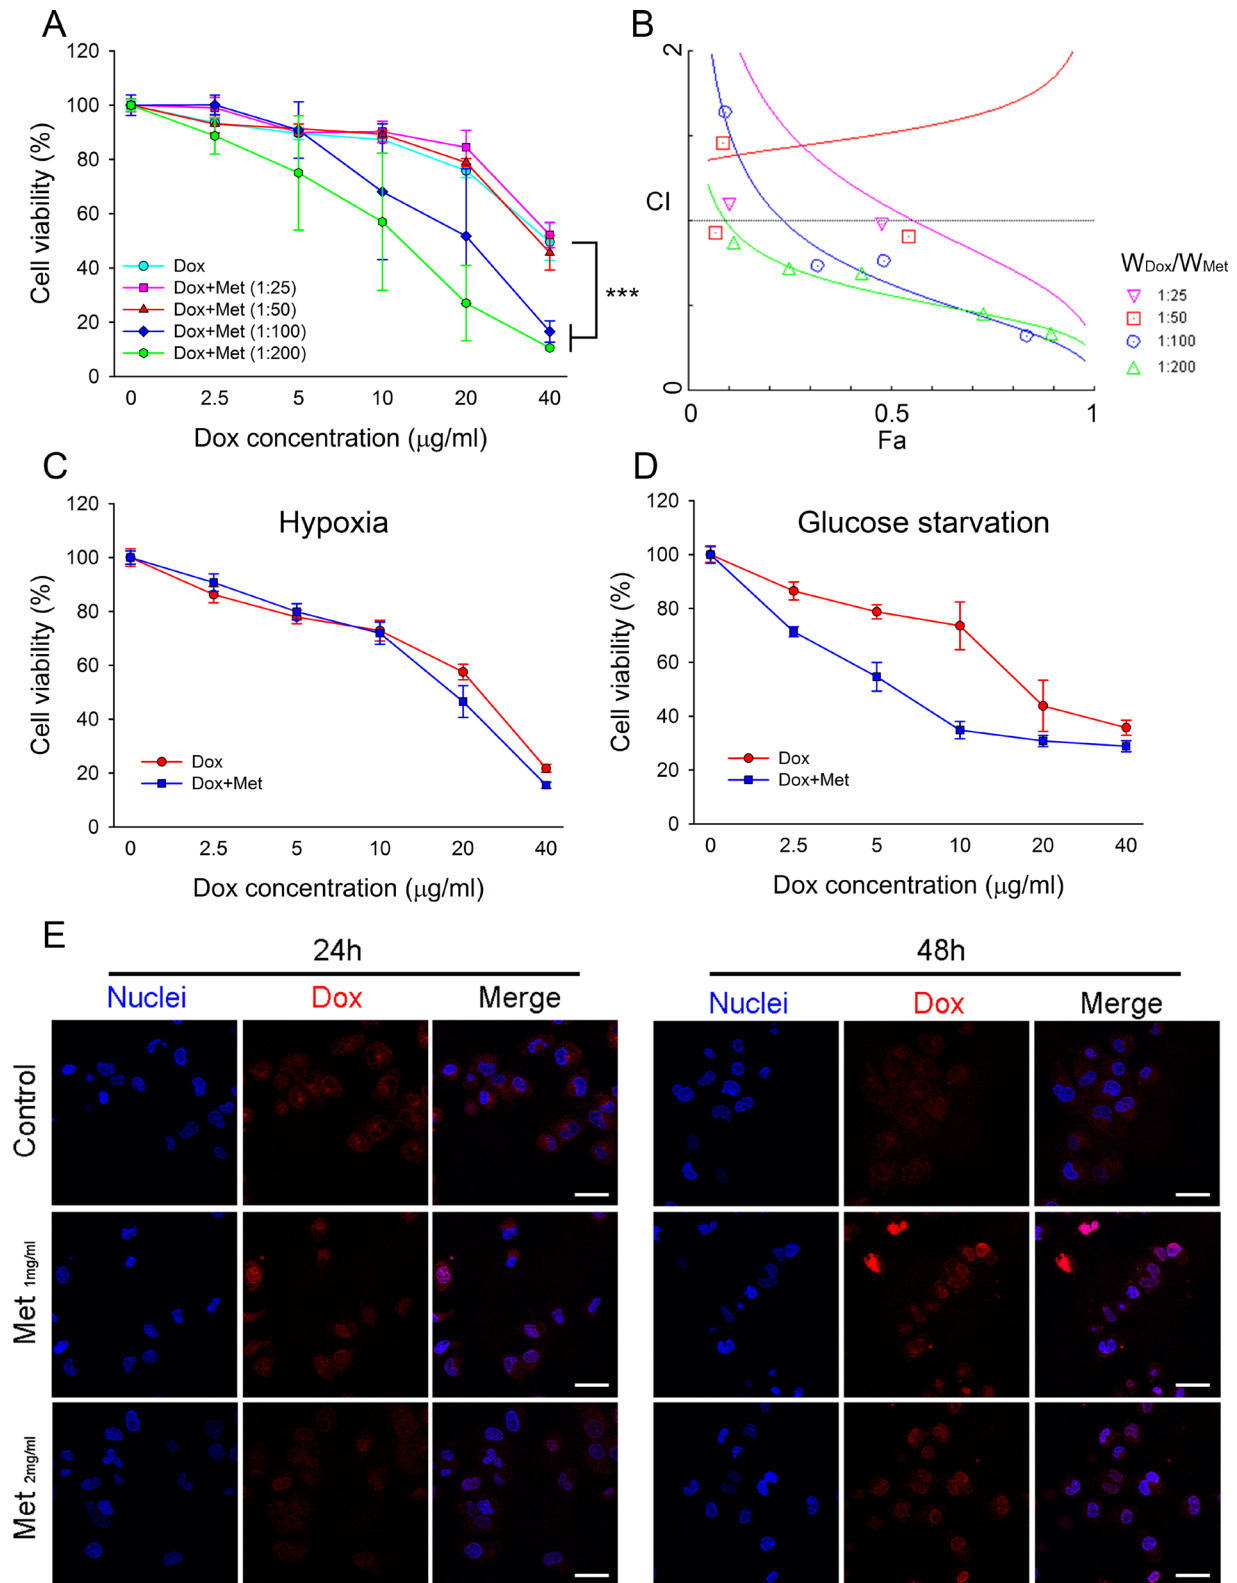 A
120
100
80
60
40
20
0
Cell viability (%)
Dox
Dox+Met (1:25)
Dox+Met (1:50)
Dox+Met (1:100)
Dox+Met (1:200)
***
0 2.5 5 10 20 40
Dox concentration (μg/ml)
B
2
CI
0
0 0.5 1
Fa
WDox/WMet
1:25
1:50
1:100
1:200
C
120
100
80
60
40
20
0
Cell viability (%)
Hypoxia
Dox
Dox+Met
0 2.5 5 10 20 40
Dox concentration (μg/ml)
D
120
100
80
60
40
20
0
Cell viability (%)
Glucose starvation
Dox
Dox+Met
0 2.5 5 10 20 40
Dox concentration (μg/ml)
E
24h
48h
Nuclei Dox Merge
Nuclei Dox Merge
Control
Met 1mg/ml
Met 2mg/ml